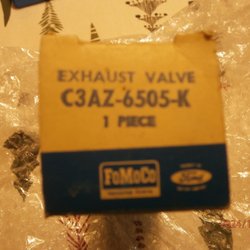 EXHAUST VALVE
C3AZ-6505-K
1 PIECE
FoMoCo
Ford